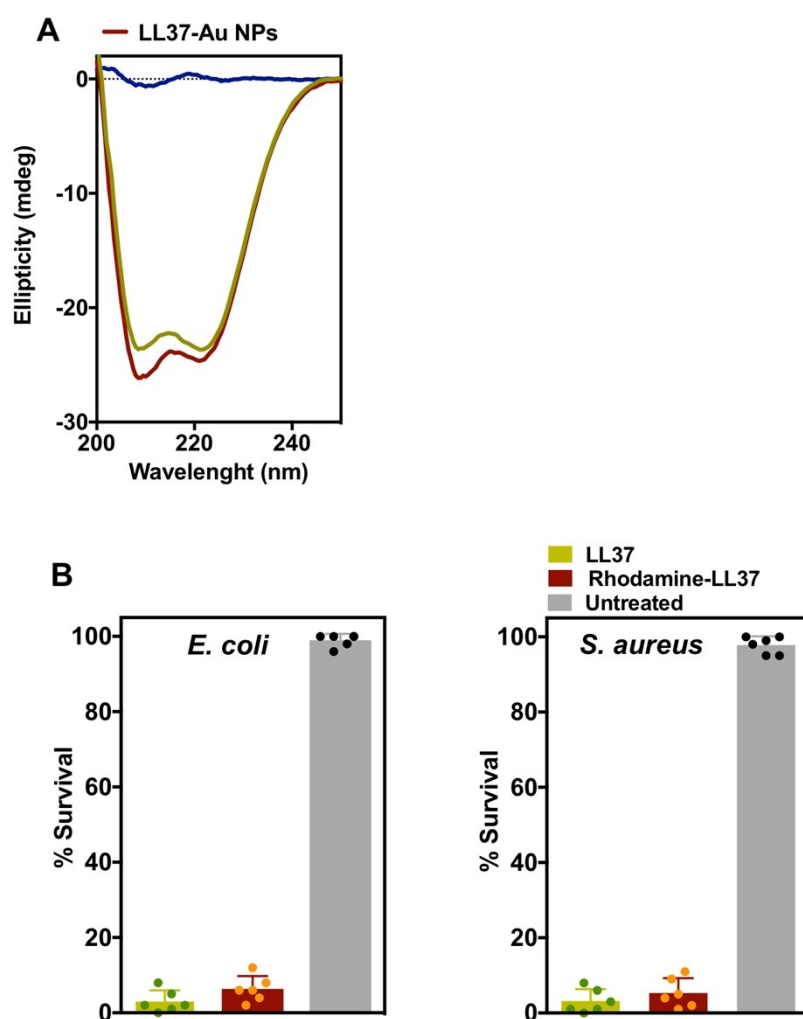 A
LL37-Au NPs
Ellipticity (mdeg)
0
-10
-20
-30
200
220
240
Wavelenght (nm)
B
LL37
Rhodamine-LL37
Untreated
E. coli
% Survival
100
80
60
40
20
0
S. aureus
% Survival
100
80
60
40
20
0